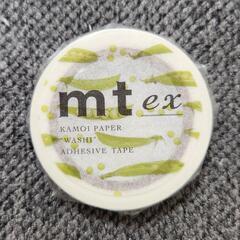 mt ex
KAMOI PAPER
"WASHI"
ADHESIVE TAPE